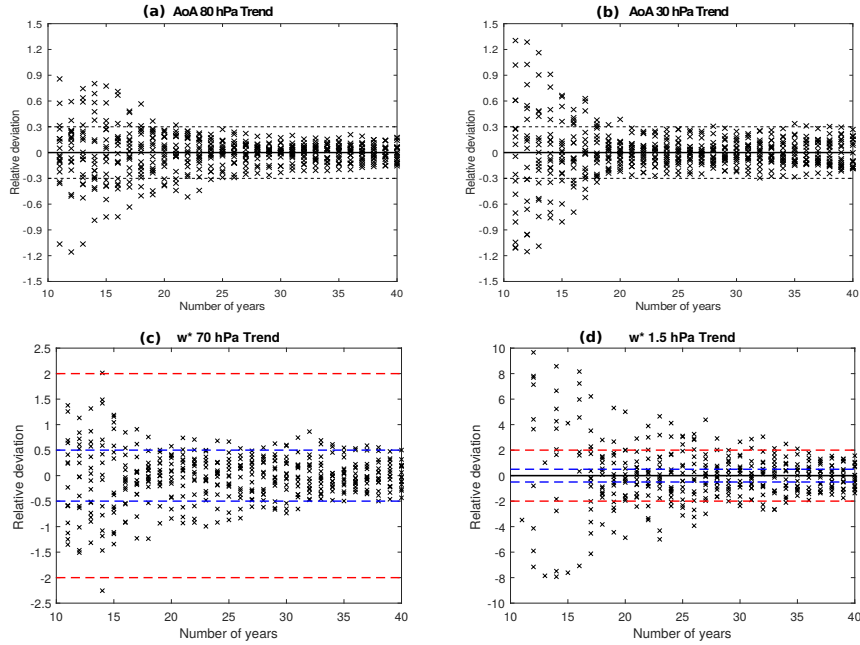 (a) AoA 80 hPa Trend
1.5
1.2
0.9
0.6
0.3
0
-0.3
-0.6
-0.9
-1.2
-1.5
Relative deviation
10 15 20 25 30 35 40
Number of years
(b) AoA 30 hPa Trend
1.5
1.2
0.9
0.6
0.3
0
-0.3
-0.6
-0.9
-1.2
-1.5
Relative deviation
10 15 20 25 30 35 40
Number of years
(c) w* 70 hPa Trend
2.5
2
1.5
1
0.5
0
-0.5
-1
-1.5
-2
-2.5
Relative deviation
10 15 20 25 30 35 40
Number of years
(d) w* 1.5 hPa Trend
10
8
6
4
2
0
-2
-4
-6
-8
-10
Relative deviation
10 15 20 25 30 35 40
Number of years